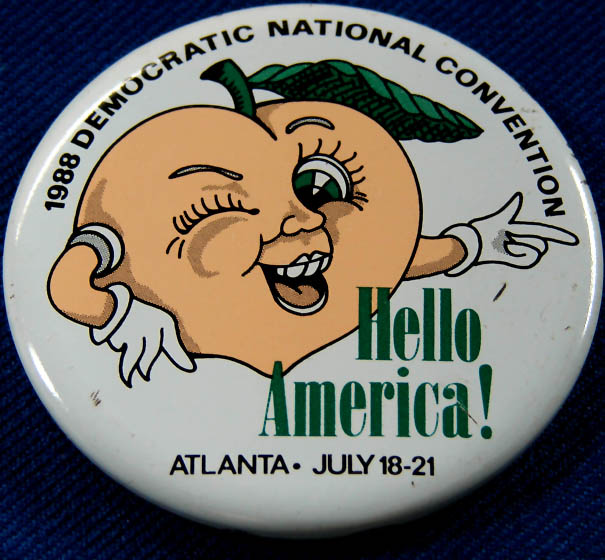 1988 DEMOCRATIC NATIONAL CONVENTION
Hello
America!
ATLANTA • JULY 18-21